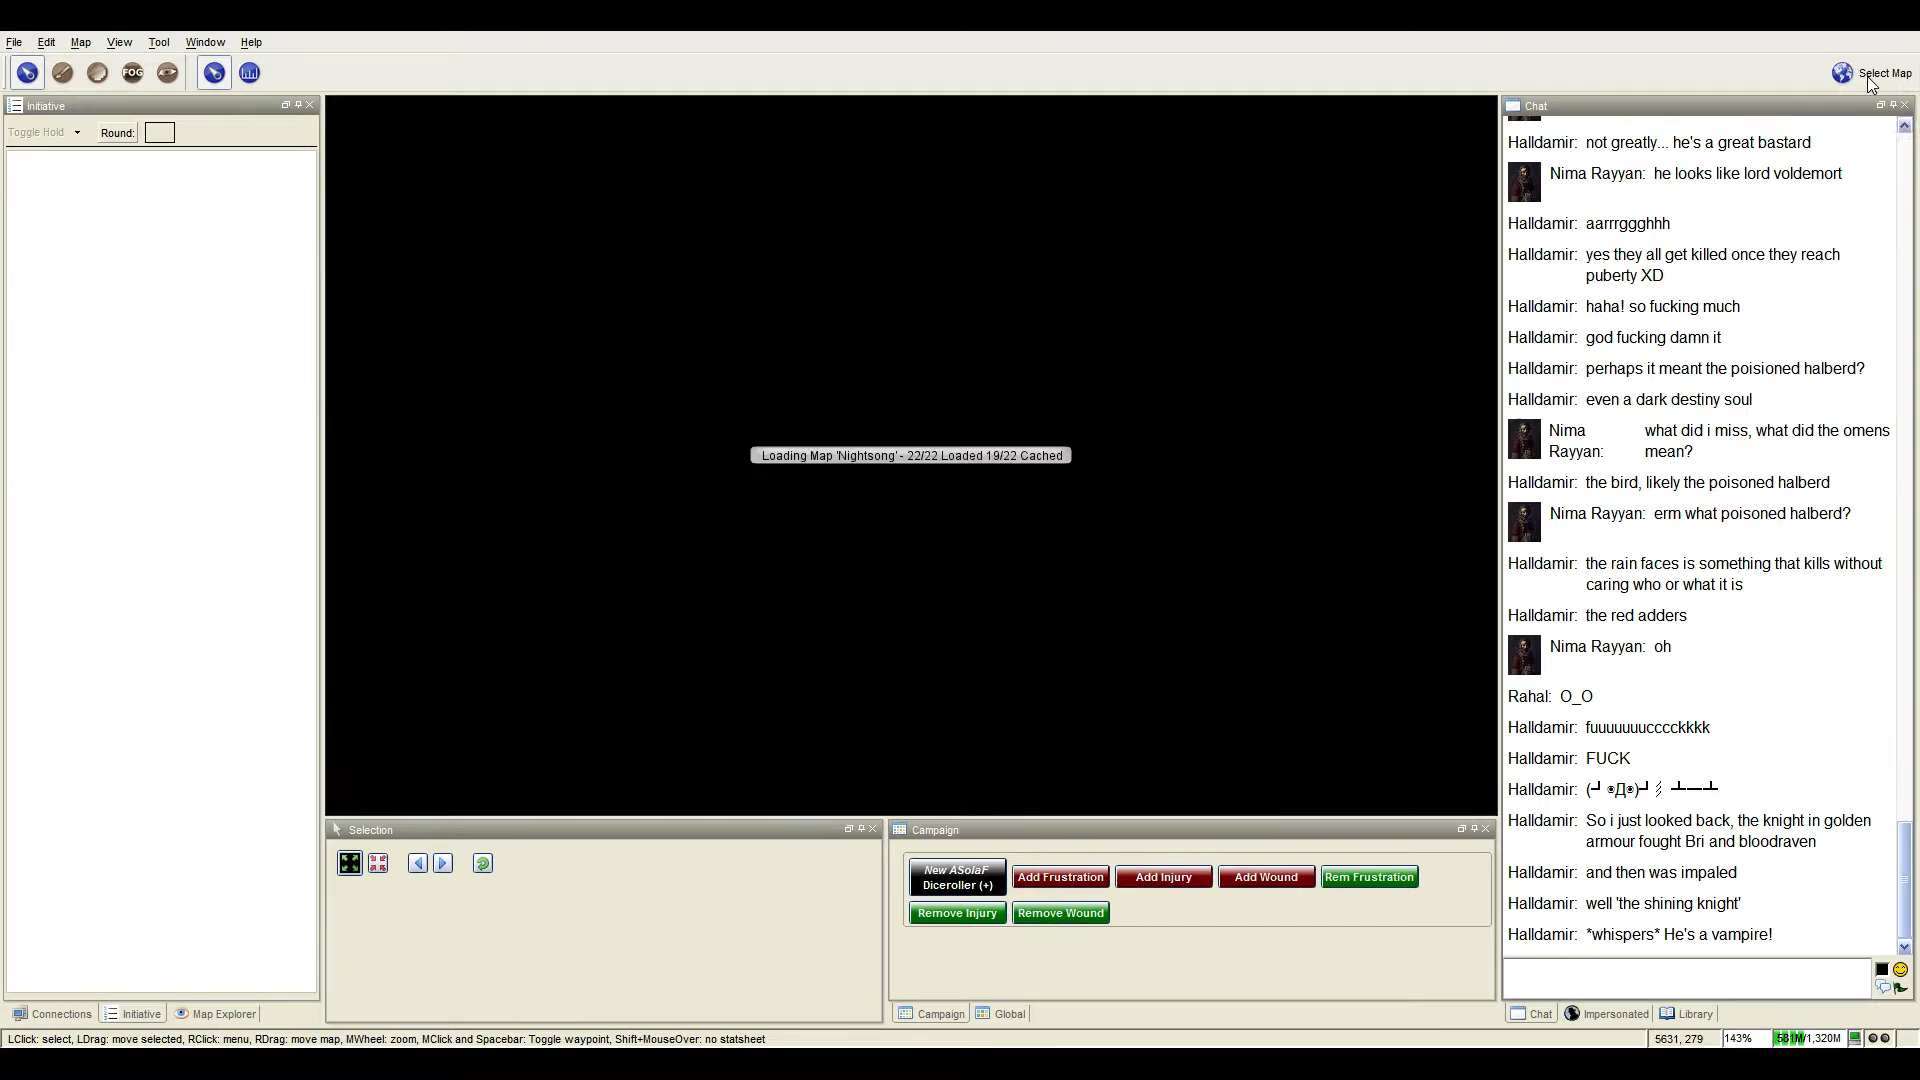 File Edit Map View Tool Window Help
FOG
Select Map
Initiative
Toggle Hold
Round:
Loading Map 'Nightsong' - 22/22 Loaded 19/22 Cached
Chat
Halldamir: not greatly... he's a great bastard
Nima Rayyan: he looks like lord voldemort
Halldamir: aarrrggghhh
Halldamir: yes they all get killed once they reach
puberty XD
Halldamir: haha! so fucking much
Halldamir: god fucking damn it
Halldamir: perhaps it meant the poisioned halberd?
Halldamir: even a dark destiny soul
Nima what did i miss, what did the omens
Rayyan: mean?
Halldamir: the bird, likely the poisoned halberd
Nima Rayyan: erm what poisoned halberd?
Halldamir: the rain faces is something that kills without
caring who or what it is
Halldamir: the red adders
Nima Rayyan: oh
Rahal: O_O
Halldamir: fuuuuuuucccckkkk
Halldamir: FUCK
Halldamir: (┛◉Д◉)┛彡 ┻━┻
Halldamir: So i just looked back, the knight in golden
armour fought Bri and bloodraven
Halldamir: and then was impaled
Halldamir: well 'the shining knight'
Halldamir: *whispers* He's a vampire!
Selection
Campaign
New ASoIaF
Diceroller (+)
Add Frustration
Add Injury
Add Wound
Rem Frustration
Remove Injury
Remove Wound
Connections Initiative Map Explorer
Campaign Global
Chat Impersonated Library
LClick: select, LDrag: move selected, RClick: menu, RDrag: move map, MWheel: zoom, MClick and Spacebar: Toggle waypoint, Shift+MouseOver: no statsheet
5631, 279
143%
581M/1,320M